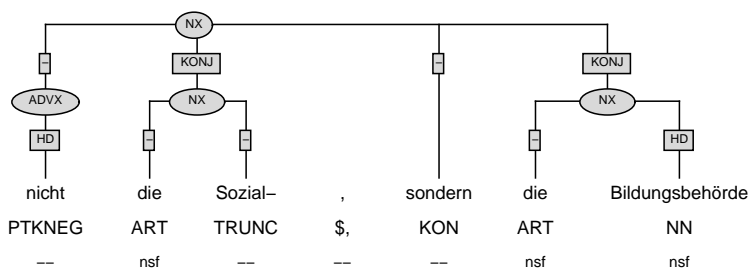 NX
– KONJ – KONJ
ADVX NX NX
HD – – – HD
nicht die Sozial– , sondern die Bildungsbehörde
PTKNEG ART TRUNC $, KON ART NN
–– nsf –– –– –– nsf nsf